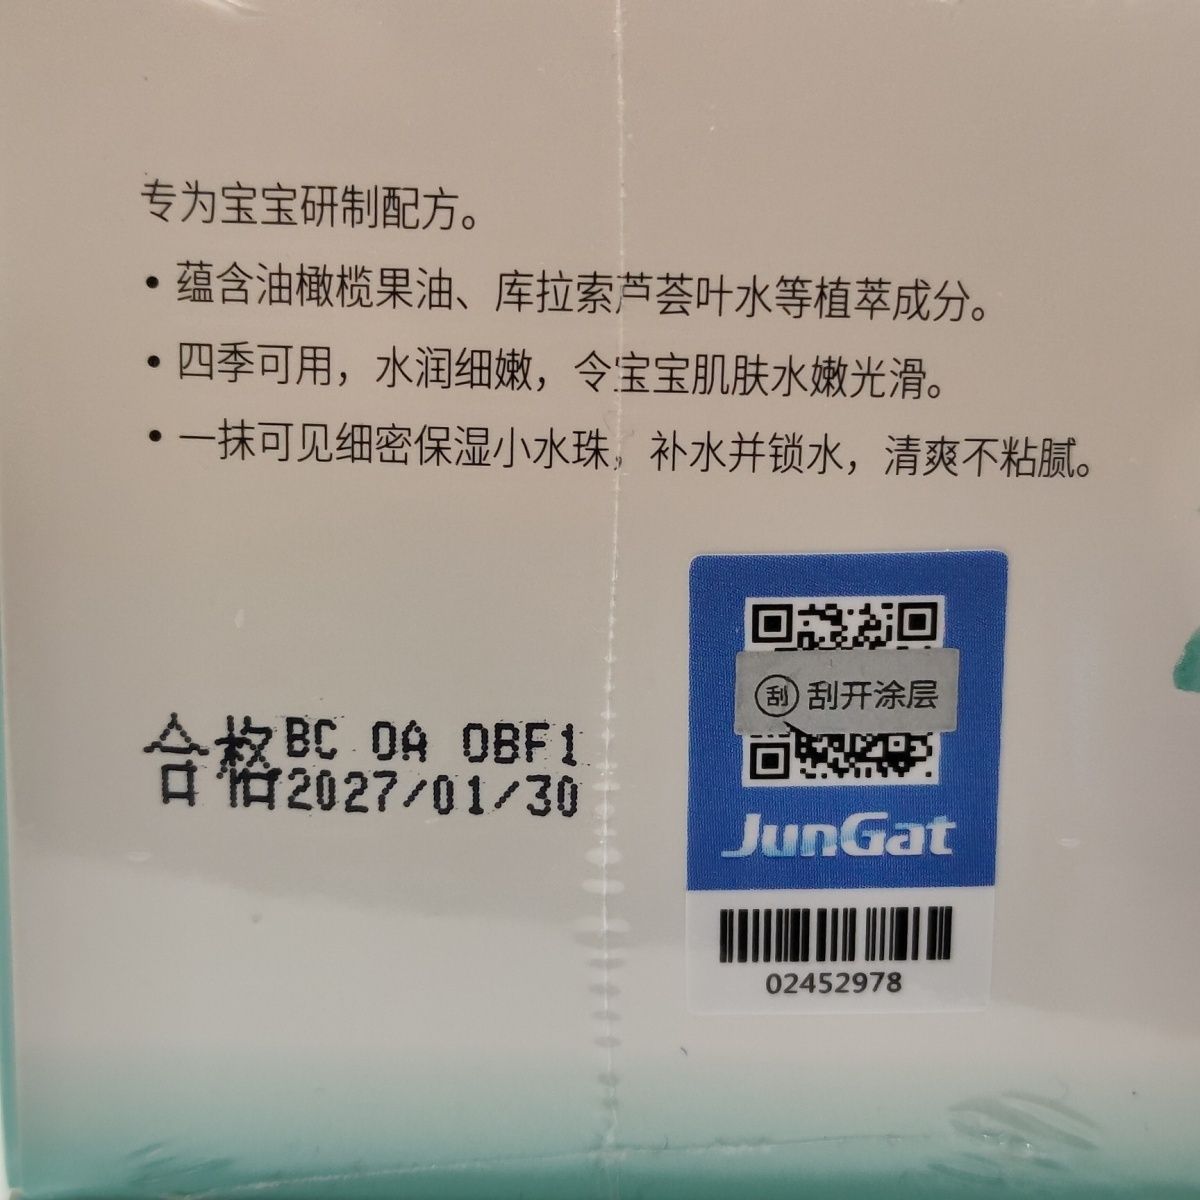 专为宝宝研制配方。
• 蕴含油橄榄果油、库拉索芦荟叶水等植萃成分。
• 四季可用，水润细嫩，令宝宝肌肤水嫩光滑。
• 一抹可见细密保湿小水珠，补水并锁水，清爽不粘腻。
刮 刮开涂层
合格 BC OA OBF1
2027/01/30
JunGat
02452978